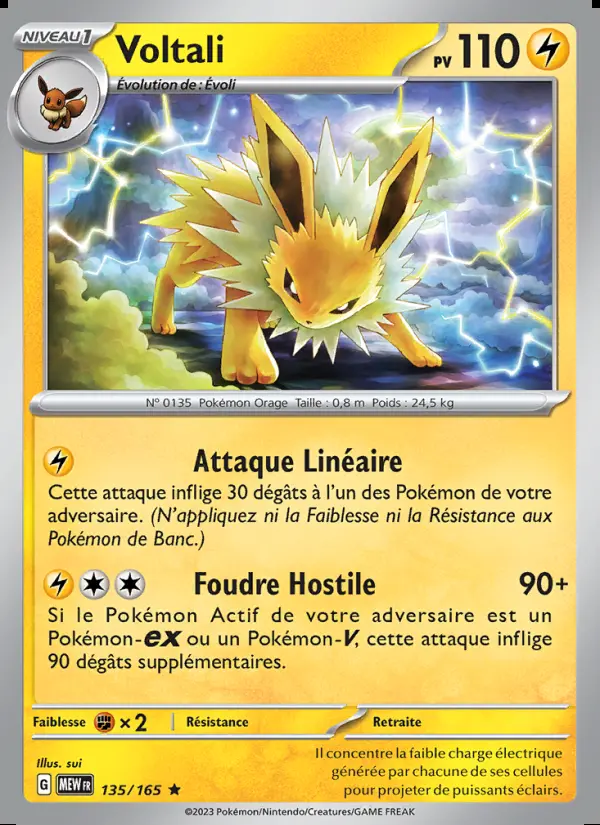 NIVEAU 1
Voltali
PV 110
Évolution de : Évoli
N° 0135 Pokémon Orage Taille : 0,8 m Poids : 24,5 kg
Attaque Linéaire
Cette attaque inflige 30 dégâts à l'un des Pokémon de votre
adversaire. (N'appliquez ni la Faiblesse ni la Résistance aux
Pokémon de Banc.)
Foudre Hostile 90+
Si le Pokémon Actif de votre adversaire est un
Pokémon-ex ou un Pokémon-V, cette attaque inflige
90 dégâts supplémentaires.
Faiblesse ×2 Résistance Retraite
Illus. sui
G MEW FR 135/165
Il concentre la faible charge électrique
générée par chacune de ses cellules
pour projeter de puissants éclairs.
©2023 Pokémon/Nintendo/Creatures/GAME FREAK